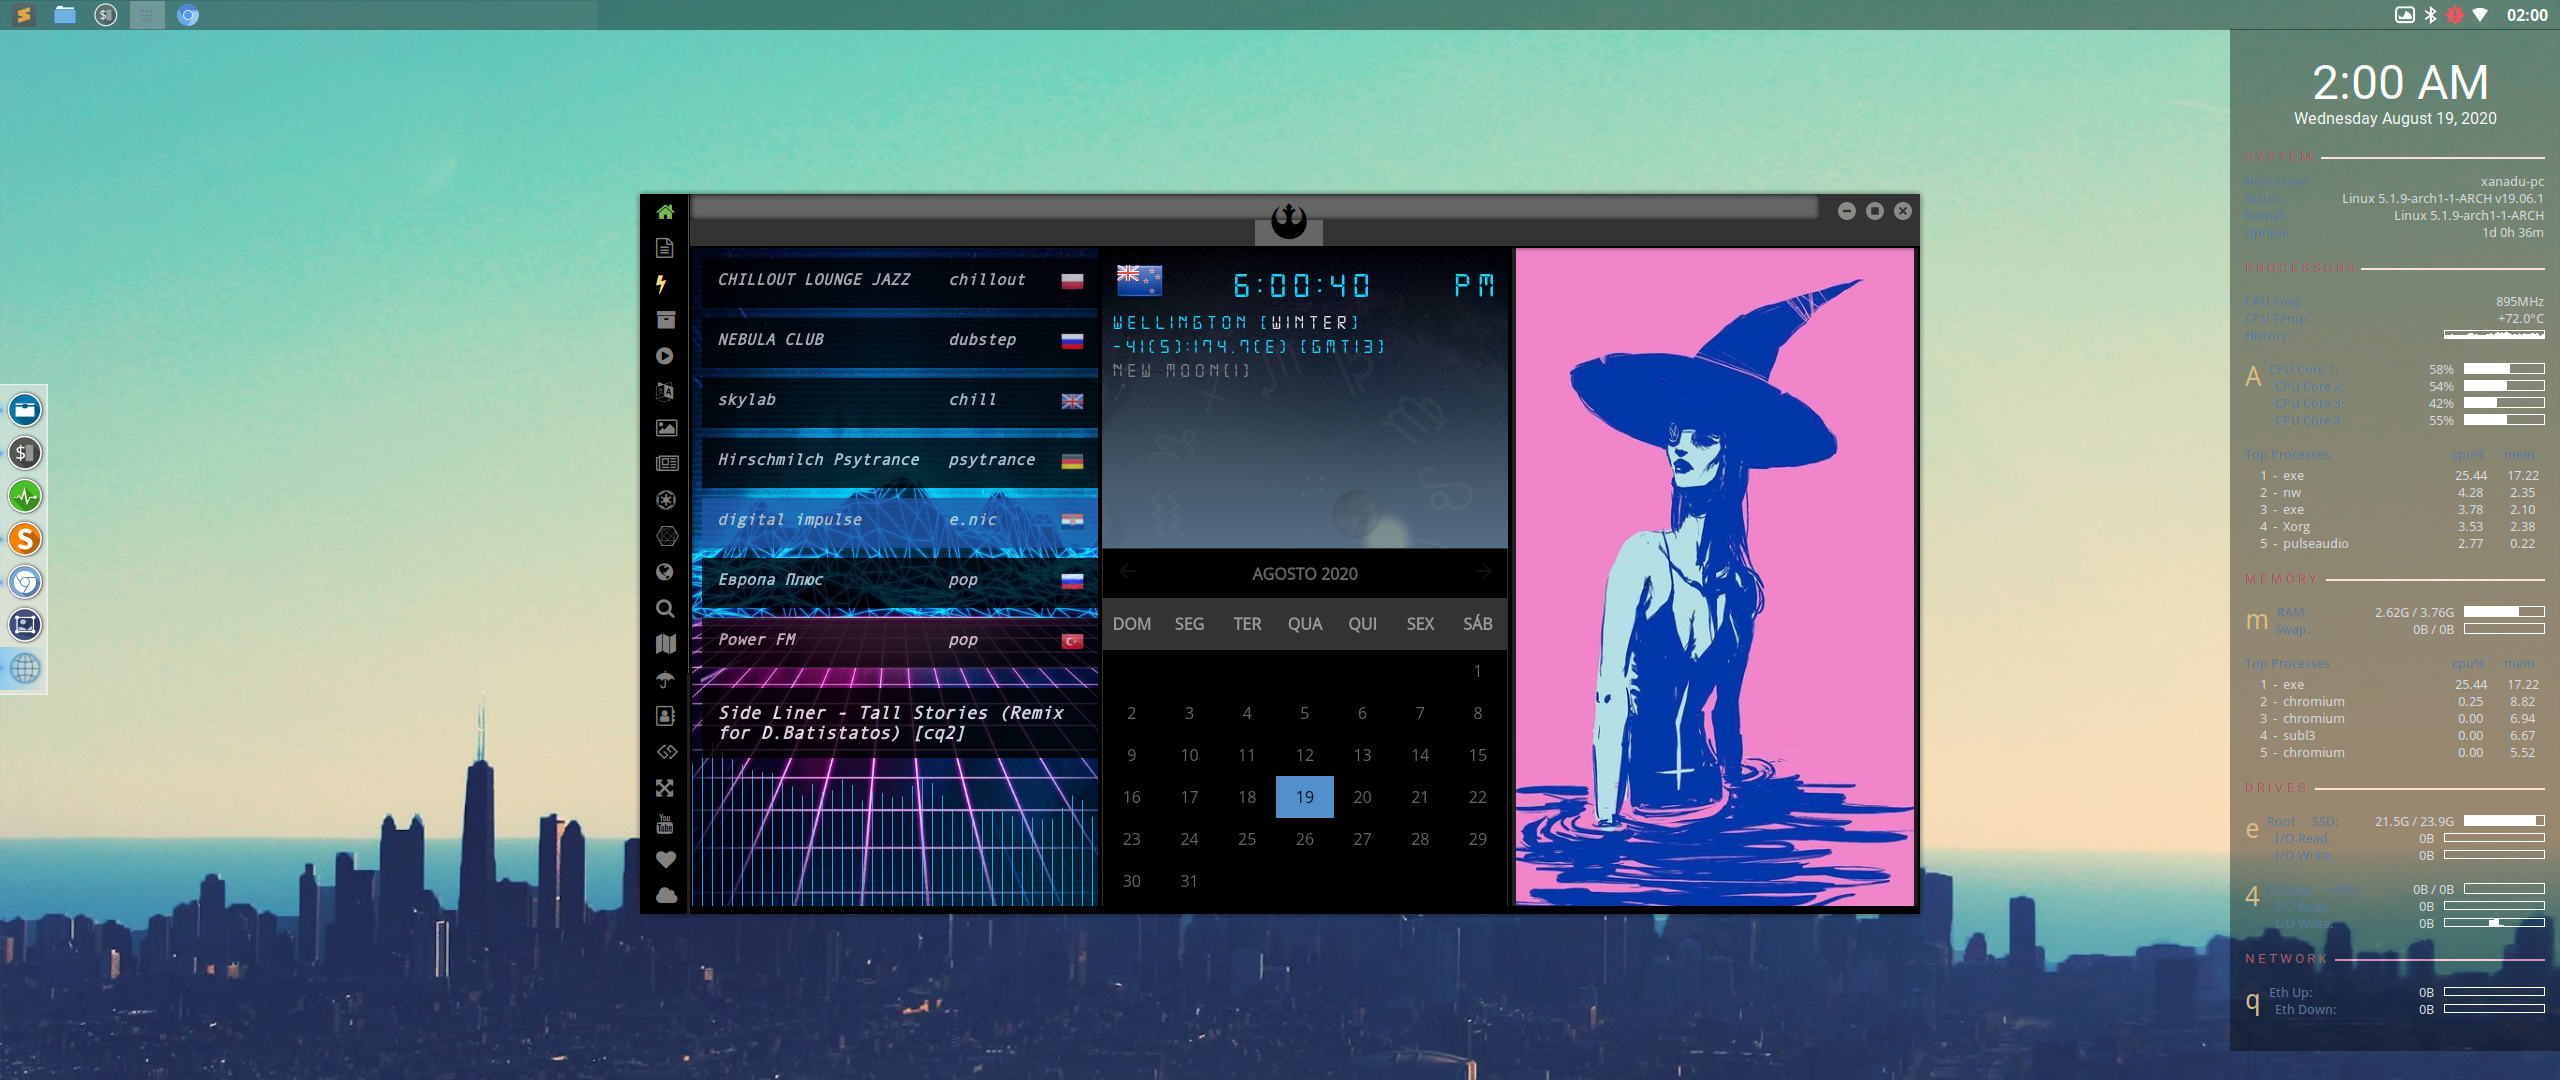 02:00
CHILLOUT LOUNGE JAZZ chillout
NEBULA CLUB dubstep
skylab chill
Hirschmilch Psytrance psytrance
digital impulse e.nic
Европа Плюс pop
Power FM pop
Side Liner - Tall Stories (Remix
for D.Batistatos) [cq2]
You
Tube
6:00:40 PM
WELLINGTON [WINTER]
-41(S):174.7(E) [GMT13]
NEW MOON[1]
AGOSTO 2020
DOM SEG TER QUA QUI SEX SÁB
1
2 3 4 5 6 7 8
9 10 11 12 13 14 15
16 17 18 19 20 21 22
23 24 25 26 27 28 29
30 31
2:00 AM
Wednesday August 19, 2020
SYSTEM
Hostname: xanadu-pc
Distro: Linux 5.1.9-arch1-1-ARCH v19.06.1
Kernel: Linux 5.1.9-arch1-1-ARCH
Uptime: 1d 0h 36m
PROCESSORS
CPU Freq: 895MHz
CPU Temp: +72.0°C
History:
A CPU Core 1: 58%
CPU Core 2: 54%
CPU Core 3: 42%
CPU Core 4: 55%
Top Processes cpu% mem
1 - exe 25.44 17.22
2 - nw 4.28 2.35
3 - exe 3.78 2.10
4 - Xorg 3.53 2.38
5 - pulseaudio 2.77 0.22
MEMORY
m RAM: 2.62G / 3.76G
Swap: 0B / 0B
Top Processes cpu% mem
1 - exe 25.44 17.22
2 - chromium 0.25 8.82
3 - chromium 0.00 6.94
4 - subl3 0.00 6.67
5 - chromium 0.00 5.52
DRIVES
e Root - SSD: 21.5G / 23.9G
I/O Read: 0B
I/O Write: 0B
4 0B / 0B
I/O Read: 0B
I/O Write: 0B
NETWORK
q Eth Up: 0B
Eth Down: 0B